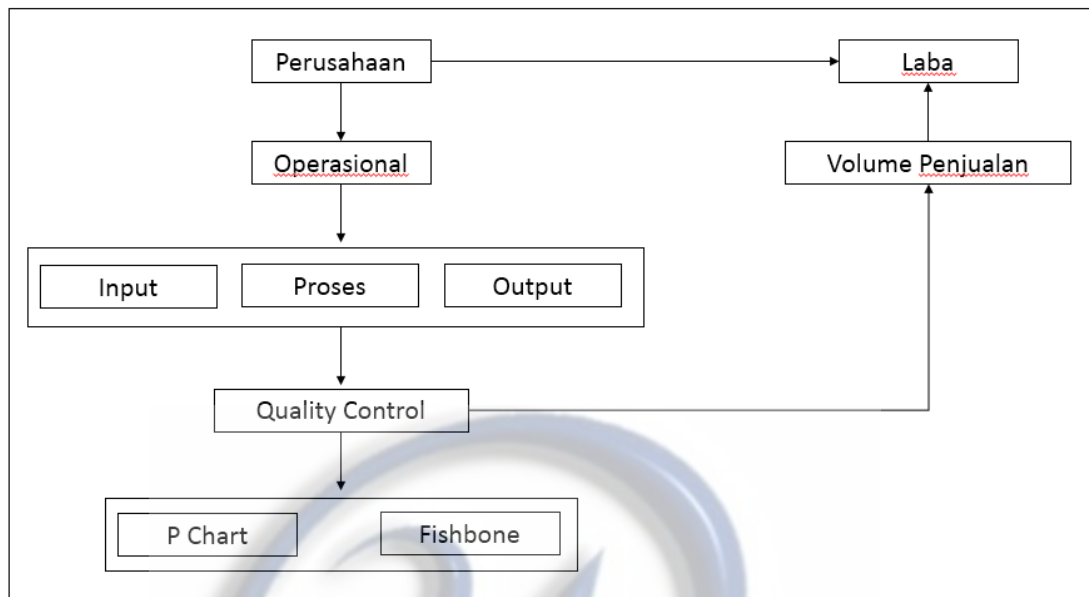 Perusahaan
Laba
Operasional
Volume Penjualan
Input
Proses
Output
Quality Control
P Chart
Fishbone